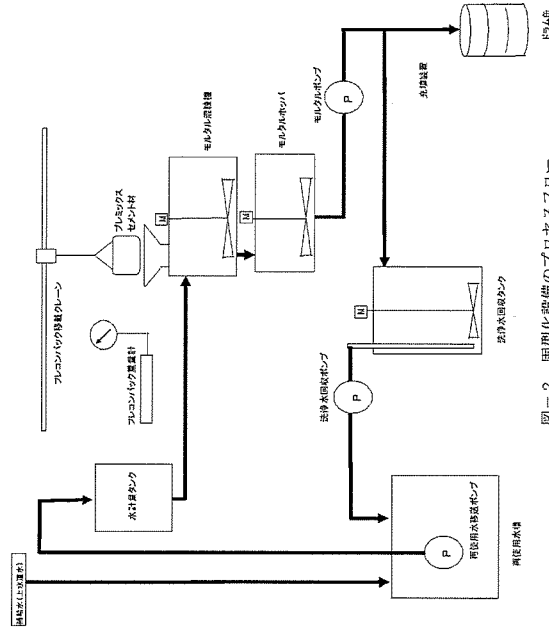 フレコンパック移載クレーン
プレミックス
セメント材
フレコンパック重量計
モルタル混練機
M
モルタルホッパ
M
モルタルポンプ
P
水計量タンク
補給水(上水道水)
充填装置
ドラム缶
洗浄水回収タンク
M
洗浄水回収ポンプ
P
再使用水移送ポンプ
P
再使用水槽
図-2 固型化設備のプロセスフロー